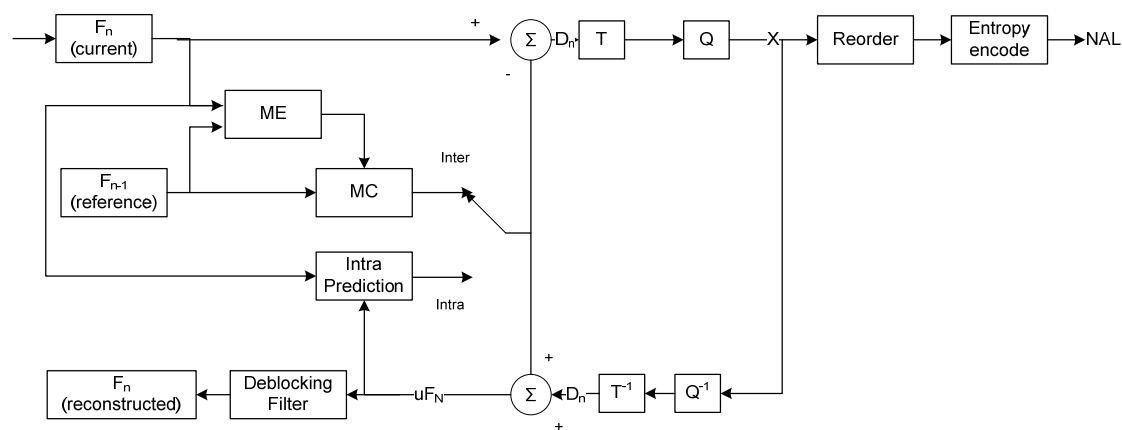 +
Fn
(current)
Σ
Dn
T
Q
X
Reorder
Entropy
encode
NAL
-
ME
Inter
Fn-1
(reference)
MC
Intra
Prediction
Intra
+
Fn
(reconstructed)
Deblocking
Filter
uFN
Σ
Dn
T-1
Q-1
+